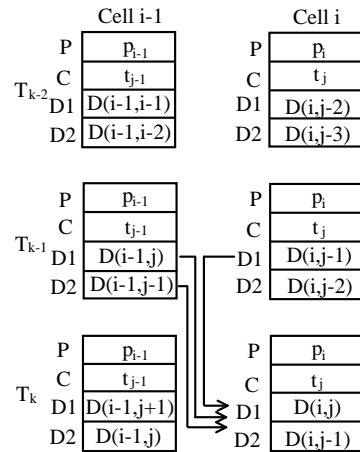 Cell i-1 Cell i
P p_{i-1} P p_i
C t_{j-1} C t_j
T_{k-2} D1 D(i-1,i-1) D1 D(i,j-2)
D2 D(i-1,i-2) D2 D(i,j-3)
P p_{i-1} P p_i
C t_{j-1} C t_j
T_{k-1} D1 D(i-1,j) D1 D(i,j-1)
D2 D(i-1,j-1) D2 D(i,j-2)
P p_{i-1} P p_i
C t_{j-1} C t_j
T_k D1 D(i-1,j+1) D1 D(i,j)
D2 D(i-1,j) D2 D(i,j-1)